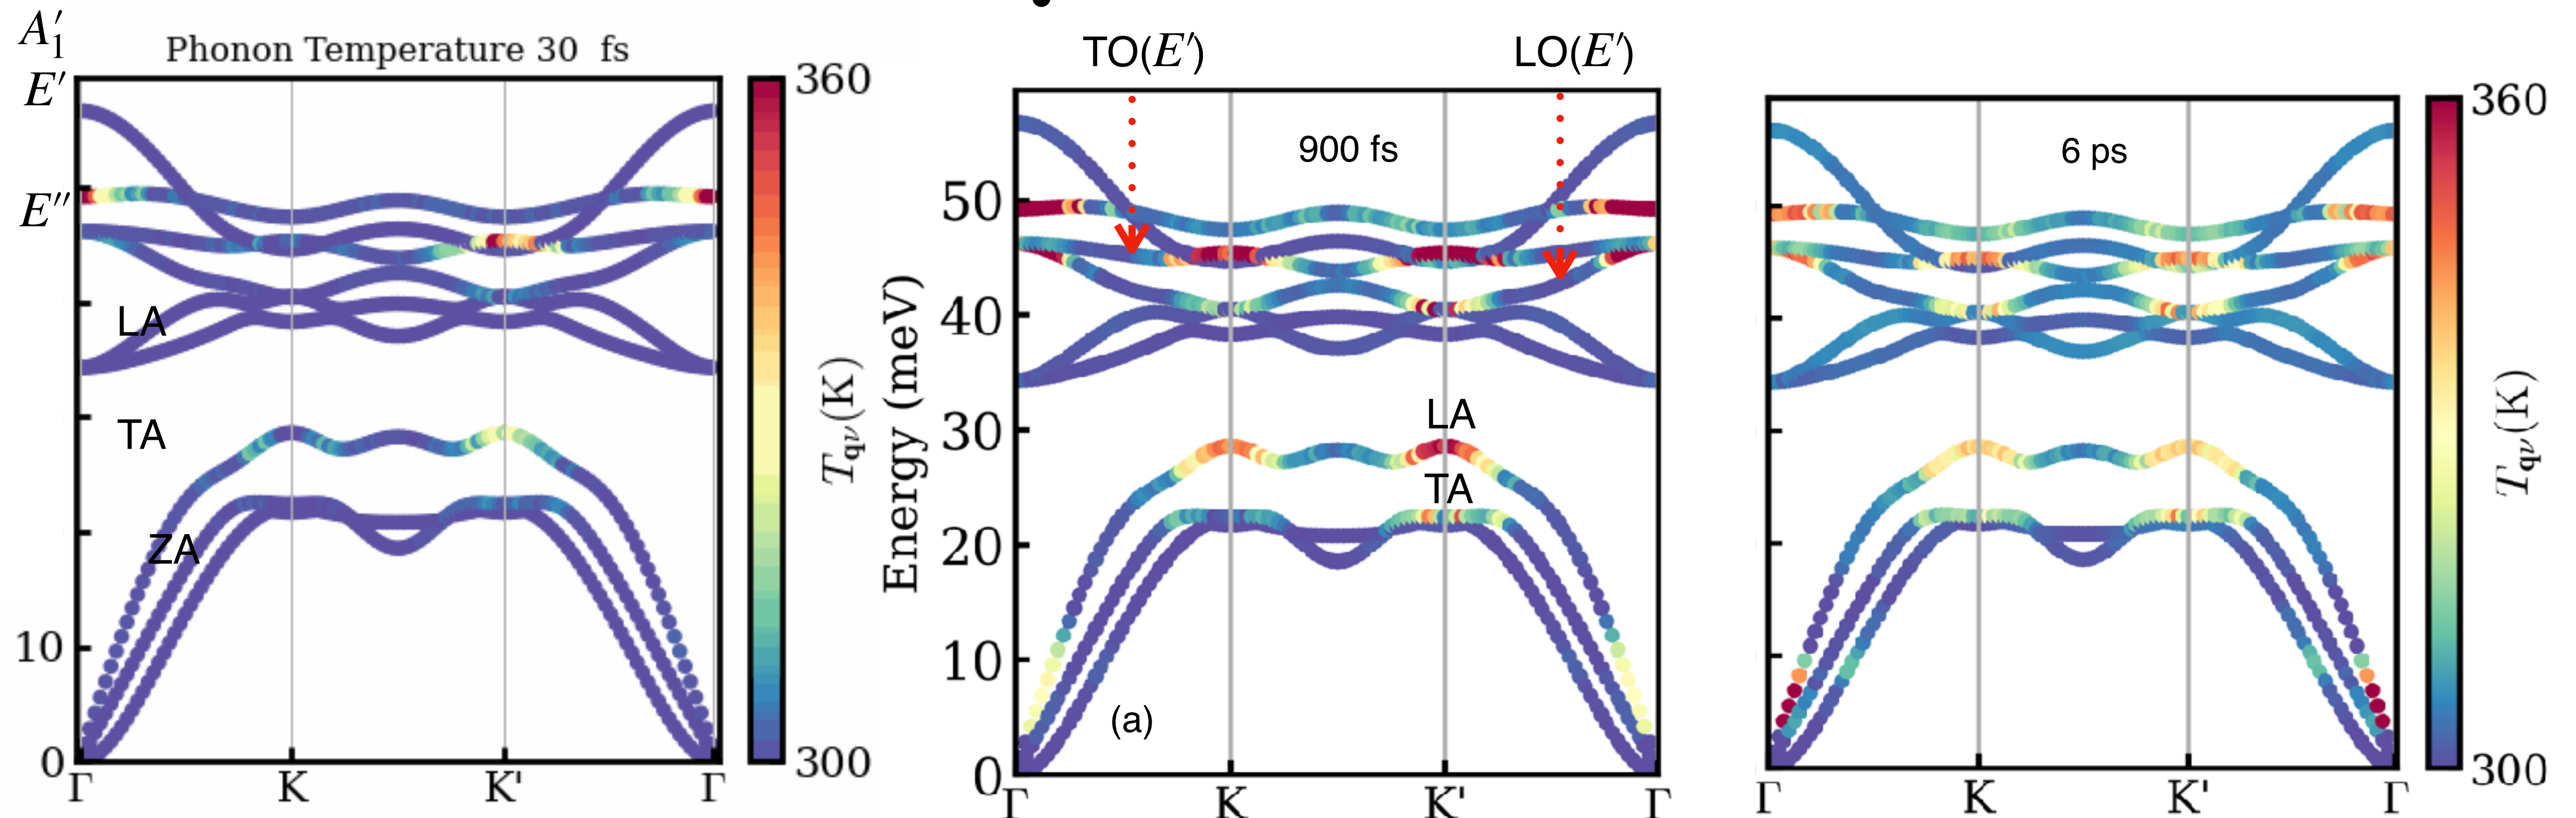 A′₁
Phonon Temperature 30 fs
E′
E″
LA
TA
ZA
10
0
Γ K K' Γ
360
300
T_qν(K)
TO(E′) LO(E′)
900 fs
Energy (meV)
50
40
30
20
10
0
LA
TA
(a)
Γ K K' Γ
6 ps
Γ K K' Γ
360
300
T_qν(K)